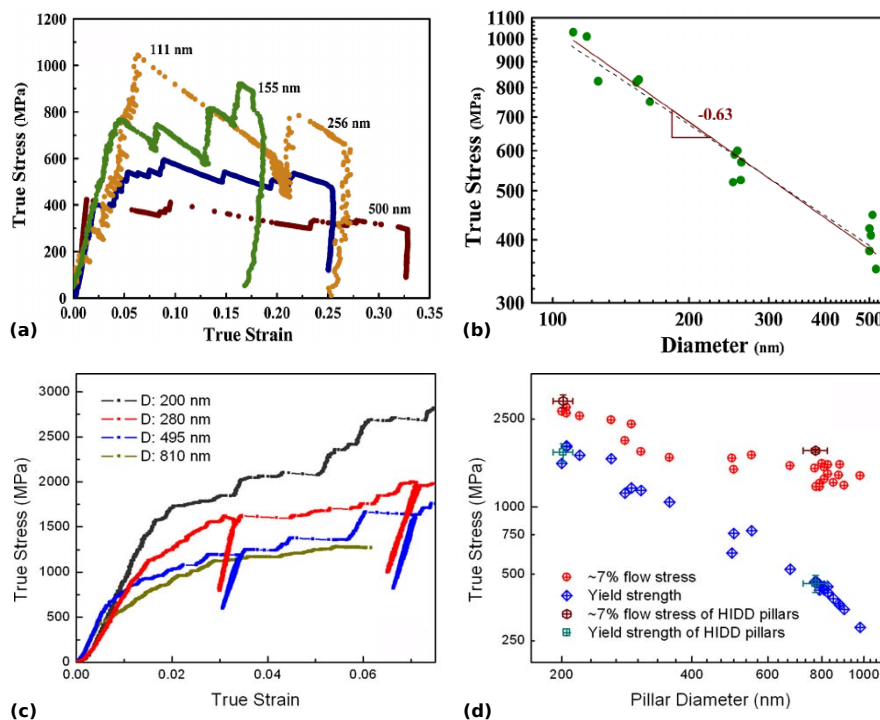 1200
1000
800
600
400
200
0
True Stress (MPa)
111 nm
155 nm
256 nm
500 nm
0.00
0.05
0.10
0.15
0.20
0.25
0.30
0.35
True Strain
(a)
1100
1000
900
800
700
600
500
400
300
True Stress (MPa)
-0.63
100
200
300
400
500
Diameter (nm)
(b)
3000
2500
2000
1500
1000
500
0
True Stress (MPa)
D: 200 nm
D: 280 nm
D: 495 nm
D: 810 nm
0.00
0.02
0.04
0.06
True Strain
(c)
2500
1000
750
500
250
True Stress (MPa)
~7% flow stress
Yield strength
~7% flow stress of HIDD pillars
Yield strength of HIDD pillars
200
400
600
800
1000
Pillar Diameter (nm)
(d)